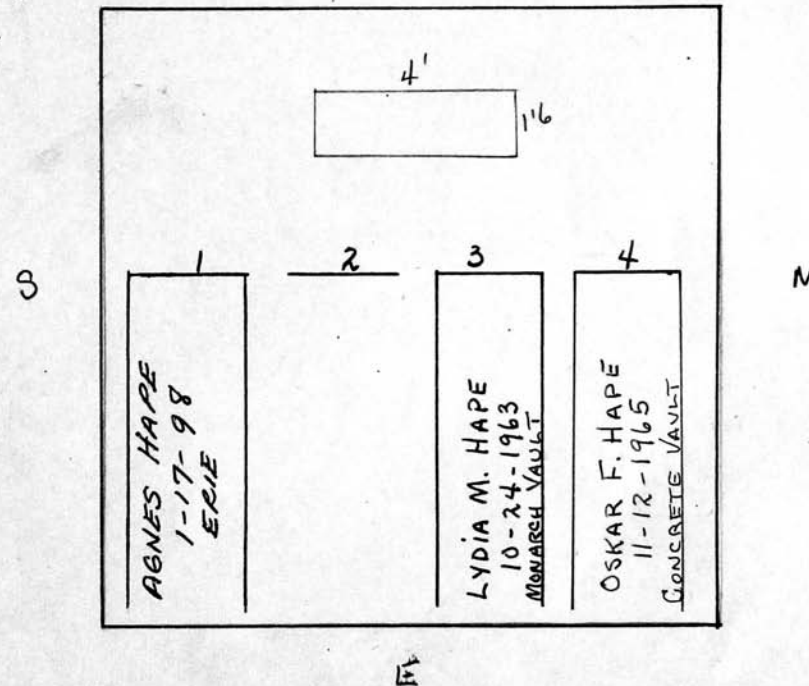 4'
1'6
S
N
1
2
3
4
AGNES HAPE
1-17-98
ERIE
LYDIA M. HAPE
10-24-1963
MONARCH VAULT
OSKAR F. HAPE
11-12-1965
CONCRETE VAULT
E